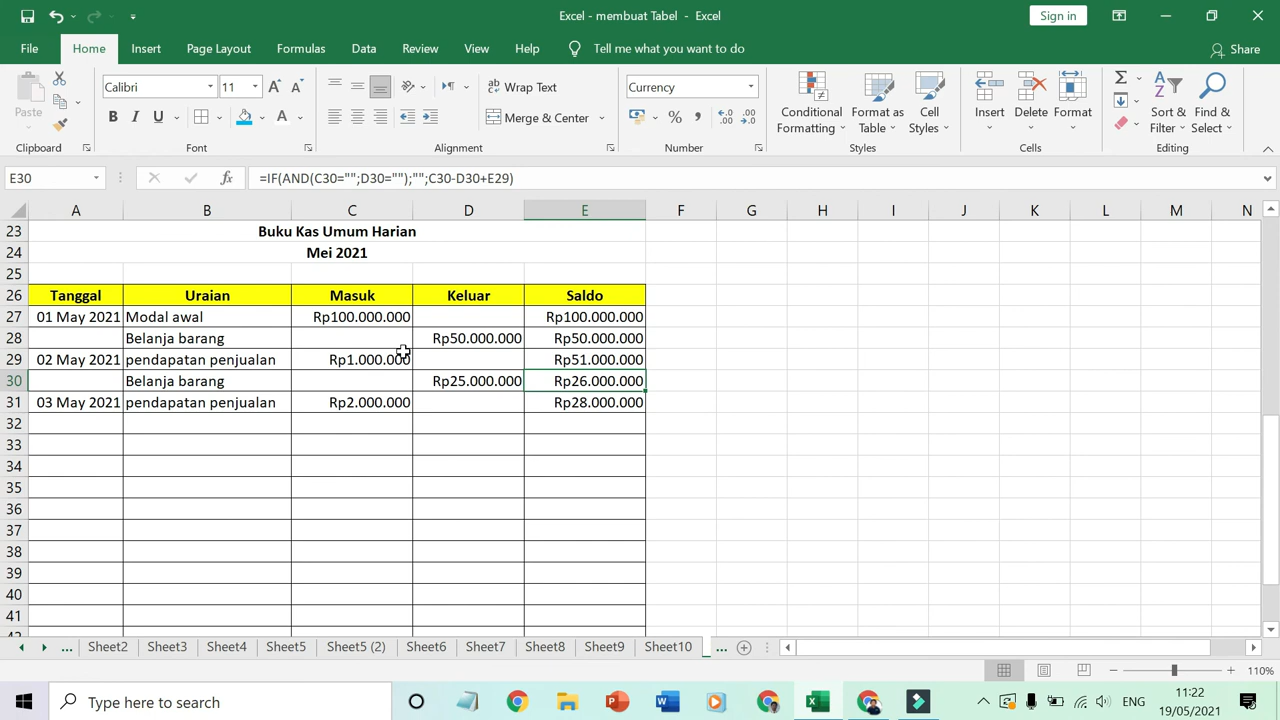 Excel - membuat Tabel - Excel
Sign in
File Home Insert Page Layout Formulas Data Review View Help Tell me what you want to do Share
Calibri 11 Wrap Text Currency
Paste Merge & Center Conditional Formatting Format as Table Cell Styles Insert Delete Format Sort & Filter Find & Select
Clipboard Font Alignment Number Styles Cells Editing
E30 =IF(AND(C30="";D30="");"";C30-D30+E29)
A B C D E F G H I J K L M N
23 Buku Kas Umum Harian
24 Mei 2021
25
26 Tanggal Uraian Masuk Keluar Saldo
27 01 May 2021 Modal awal Rp100.000.000 Rp100.000.000
28 Belanja barang Rp50.000.000 Rp50.000.000
29 02 May 2021 pendapatan penjualan Rp1.000.000 Rp51.000.000
30 Belanja barang Rp25.000.000 Rp26.000.000
31 03 May 2021 pendapatan penjualan Rp2.000.000 Rp28.000.000
32
33
34
35
36
37
38
39
40
41
... Sheet2 Sheet3 Sheet4 Sheet5 Sheet5 (2) Sheet6 Sheet7 Sheet8 Sheet9 Sheet10 ...
110%
Type here to search
ENG
11:22
19/05/2021